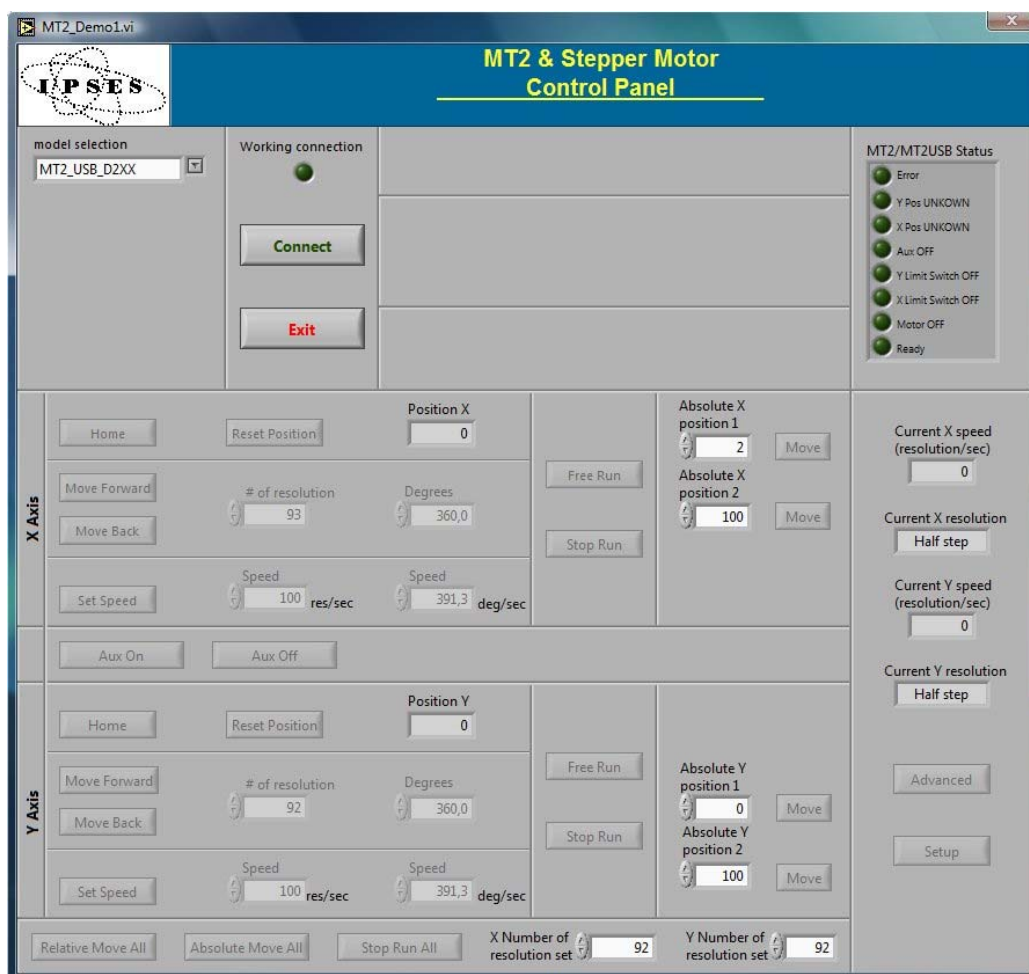 MT2_Demo1.vi
x
IPSES
MT2 & Stepper Motor
Control Panel
model selection
MT2_USB_D2XX
Working connection
Connect
Exit
MT2/MT2USB Status
Error
Y Pos UNKOWN
X Pos UNKOWN
Aux OFF
Y Limit Switch OFF
X Limit Switch OFF
Motor OFF
Ready
X Axis
Home
Reset Position
Position X
0
Move Forward
Move Back
# of resolution
93
Degrees
360,0
Set Speed
Speed
100 res/sec
Speed
391,3 deg/sec
Free Run
Stop Run
Absolute X
position 1
2
Move
Absolute X
position 2
100
Move
Current X speed
(resolution/sec)
0
Current X resolution
Half step
Current Y speed
(resolution/sec)
0
Current Y resolution
Half step
Advanced
Setup
Aux On
Aux Off
Y Axis
Home
Reset Position
Position Y
0
Move Forward
Move Back
# of resolution
92
Degrees
360,0
Set Speed
Speed
100 res/sec
Speed
391,3 deg/sec
Free Run
Stop Run
Absolute Y
position 1
0
Move
Absolute Y
position 2
100
Move
Relative Move All
Absolute Move All
Stop Run All
X Number of
resolution set
92
Y Number of
resolution set
92